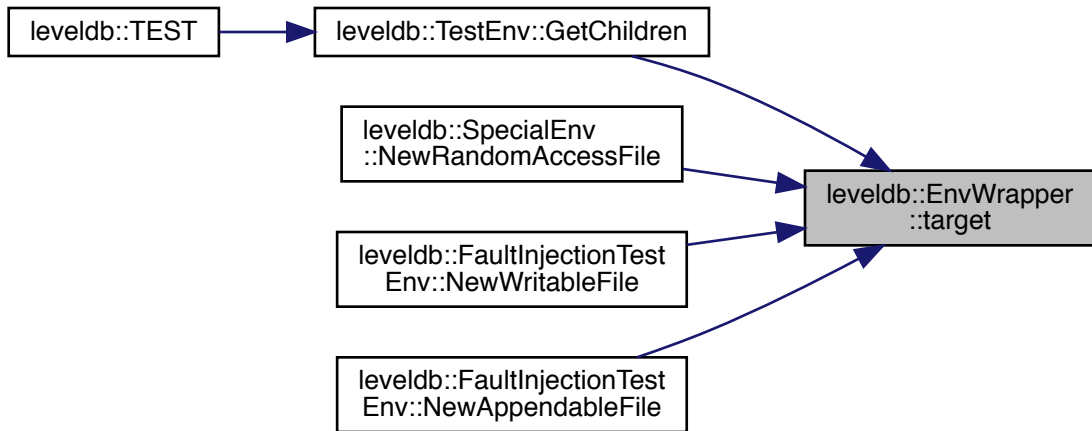 leveldb::TEST
leveldb::TestEnv::GetChildren
leveldb::SpecialEnv
::NewRandomAccessFile
leveldb::EnvWrapper
::target
leveldb::FaultInjectionTest
Env::NewWritableFile
leveldb::FaultInjectionTest
Env::NewAppendableFile